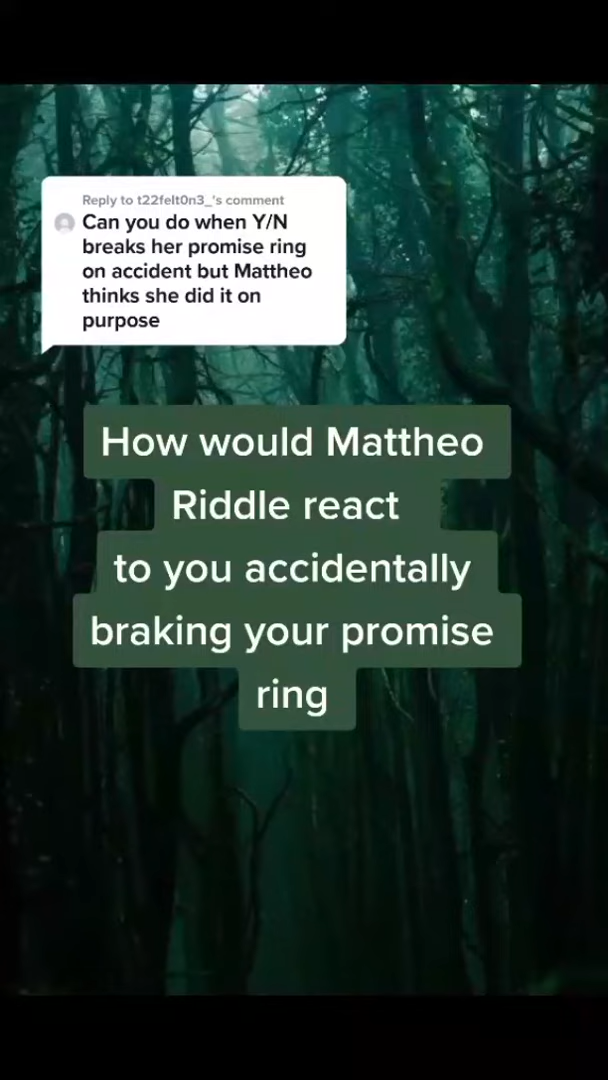 Reply to t22felt0n3_'s comment
Can you do when Y/N
breaks her promise ring
on accident but Mattheo
thinks she did it on
purpose
How would Mattheo
Riddle react
to you accidentally
braking your promise
ring